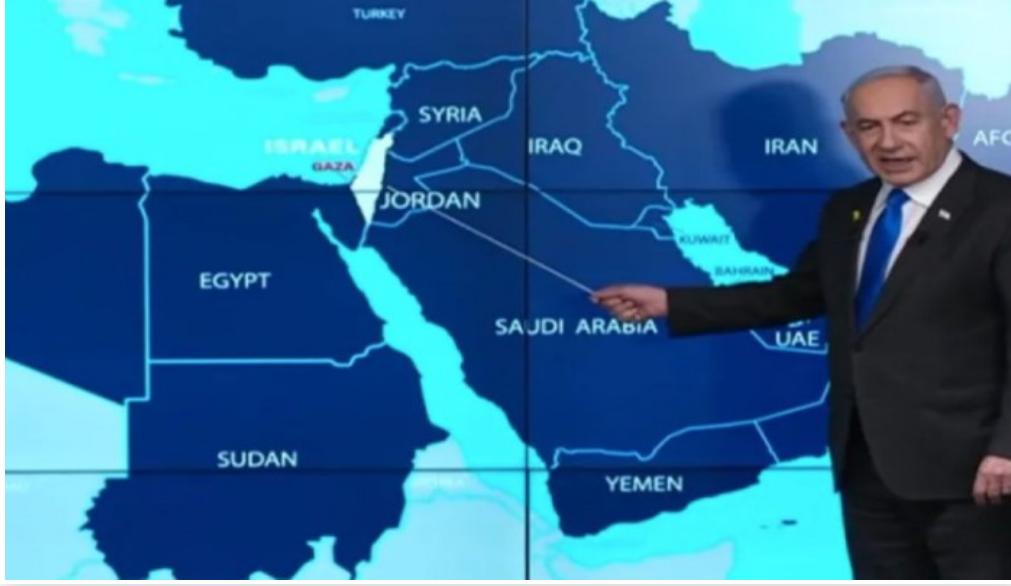 TURKEY
SYRIA
ISRAEL
GAZA
IRAQ
IRAN
AFG
JORDAN
KUWAIT
BAHRAIN
EGYPT
SAUDI ARABIA
UAE
SUDAN
YEMEN